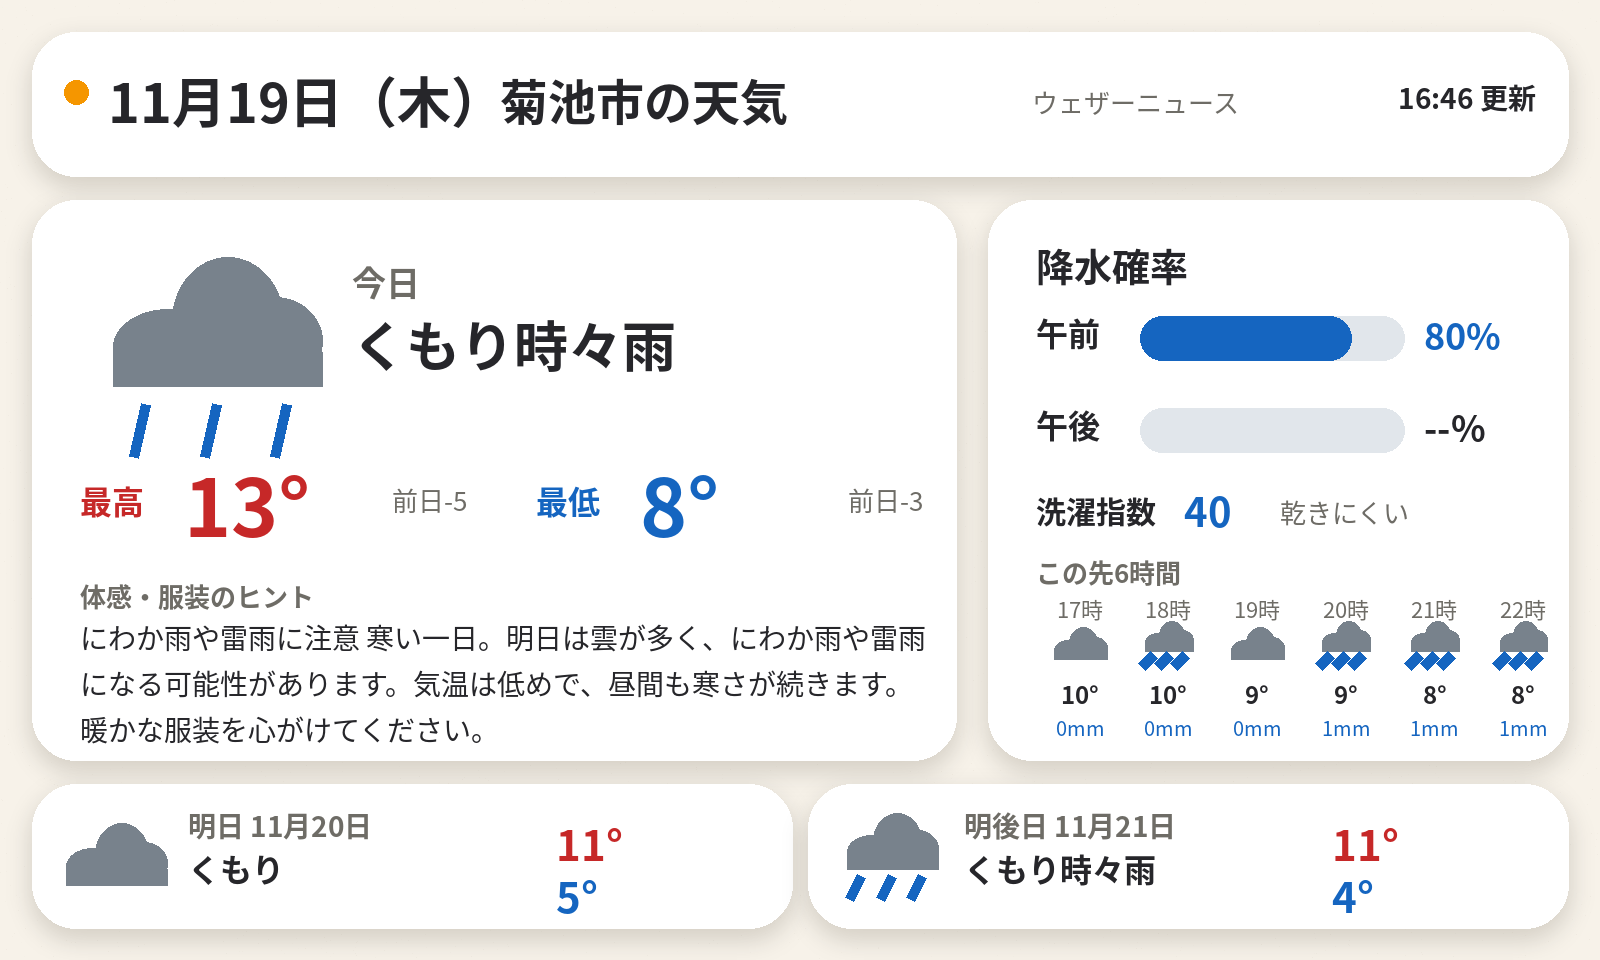 11月19日（木）菊池市の天気
ウェザーニュース
16:46 更新
今日
くもり時々雨
最高 13° 前日-5 最低 8° 前日-3
体感・服装のヒント
にわか雨や雷雨に注意 寒い一日。明日は雲が多く、にわか雨や雷雨
になる可能性があります。気温は低めで、昼間も寒さが続きます。
暖かな服装を心がけてください。
降水確率
午前 80%
午後 --%
洗濯指数 40 乾きにくい
この先6時間
17時 18時 19時 20時 21時 22時
10° 10° 9° 9° 8° 8°
0mm 0mm 0mm 1mm 1mm 1mm
明日 11月20日
くもり
11°
5°
明後日 11月21日
くもり時々雨
11°
4°